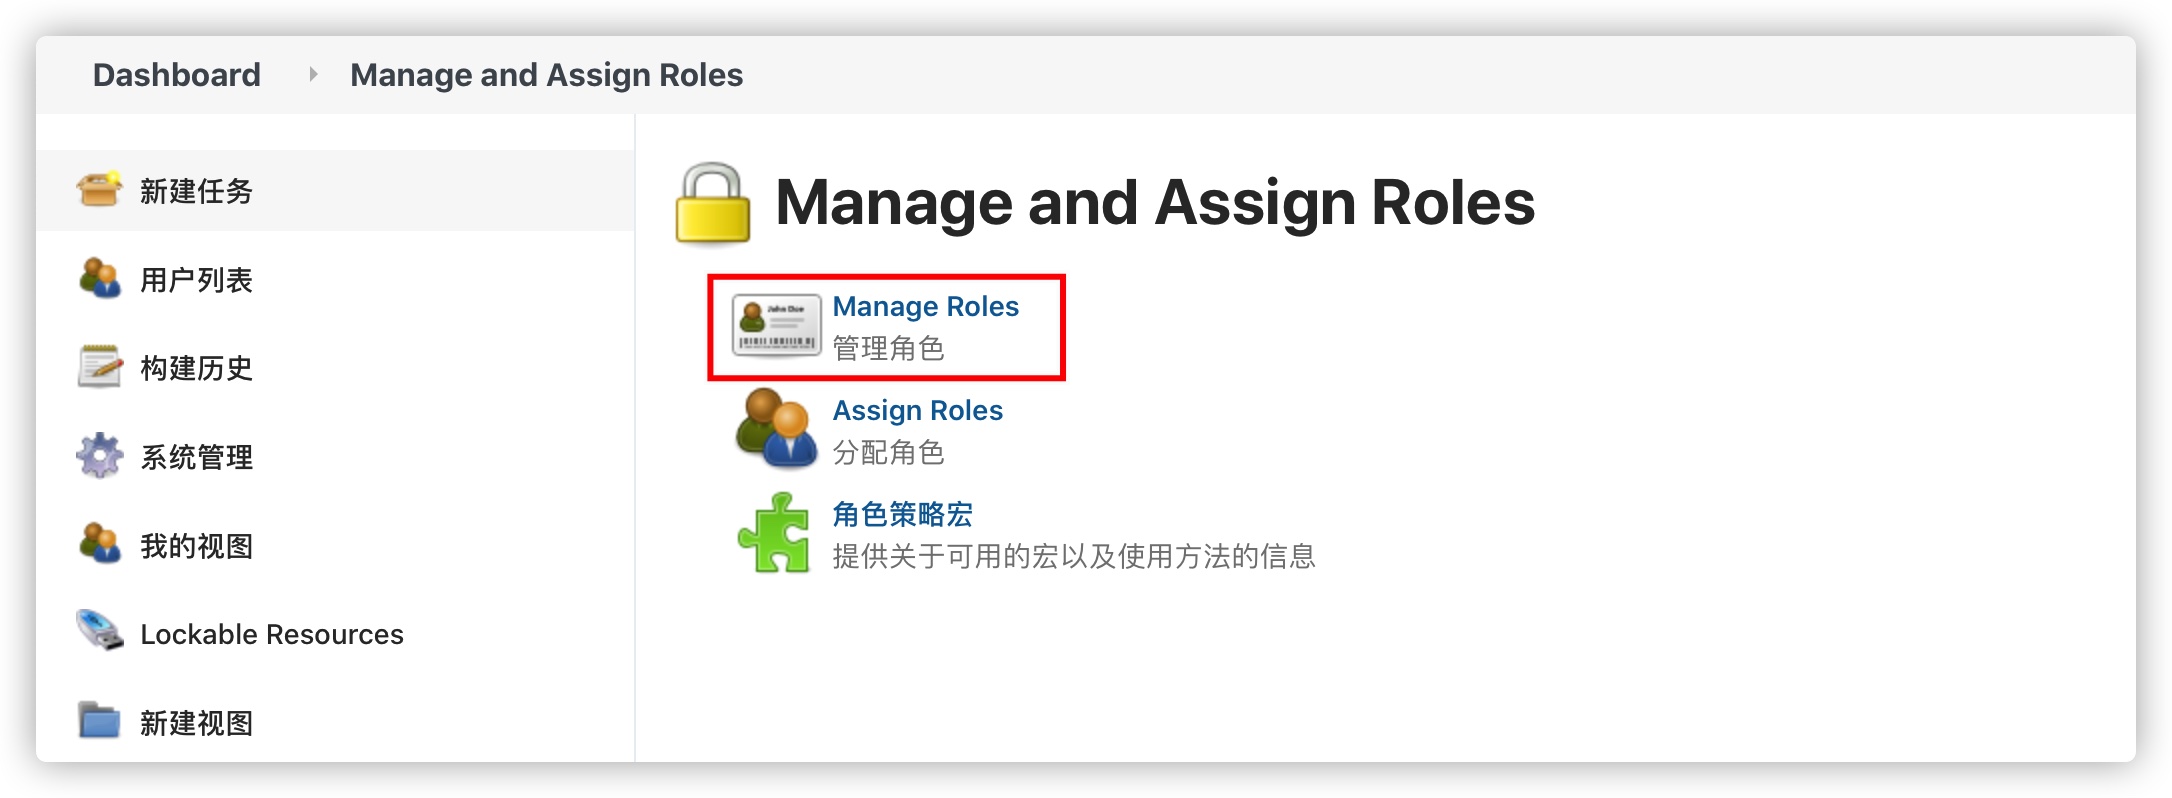 Dashboard
Manage and Assign Roles
新建任务
用户列表
构建历史
系统管理
我的视图
Lockable Resources
新建视图
Manage and Assign Roles
John Doe
Manage Roles
管理角色
Assign Roles
分配角色
角色策略宏
提供关于可用的宏以及使用方法的信息